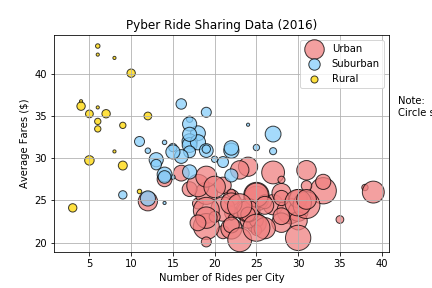 Pyber Ride Sharing Data (2016)
Urban
Suburban
Rural
Note:
Circle s
Average Fares ($)
40
35
30
25
20
5 10 15 20 25 30 35 40
Number of Rides per City